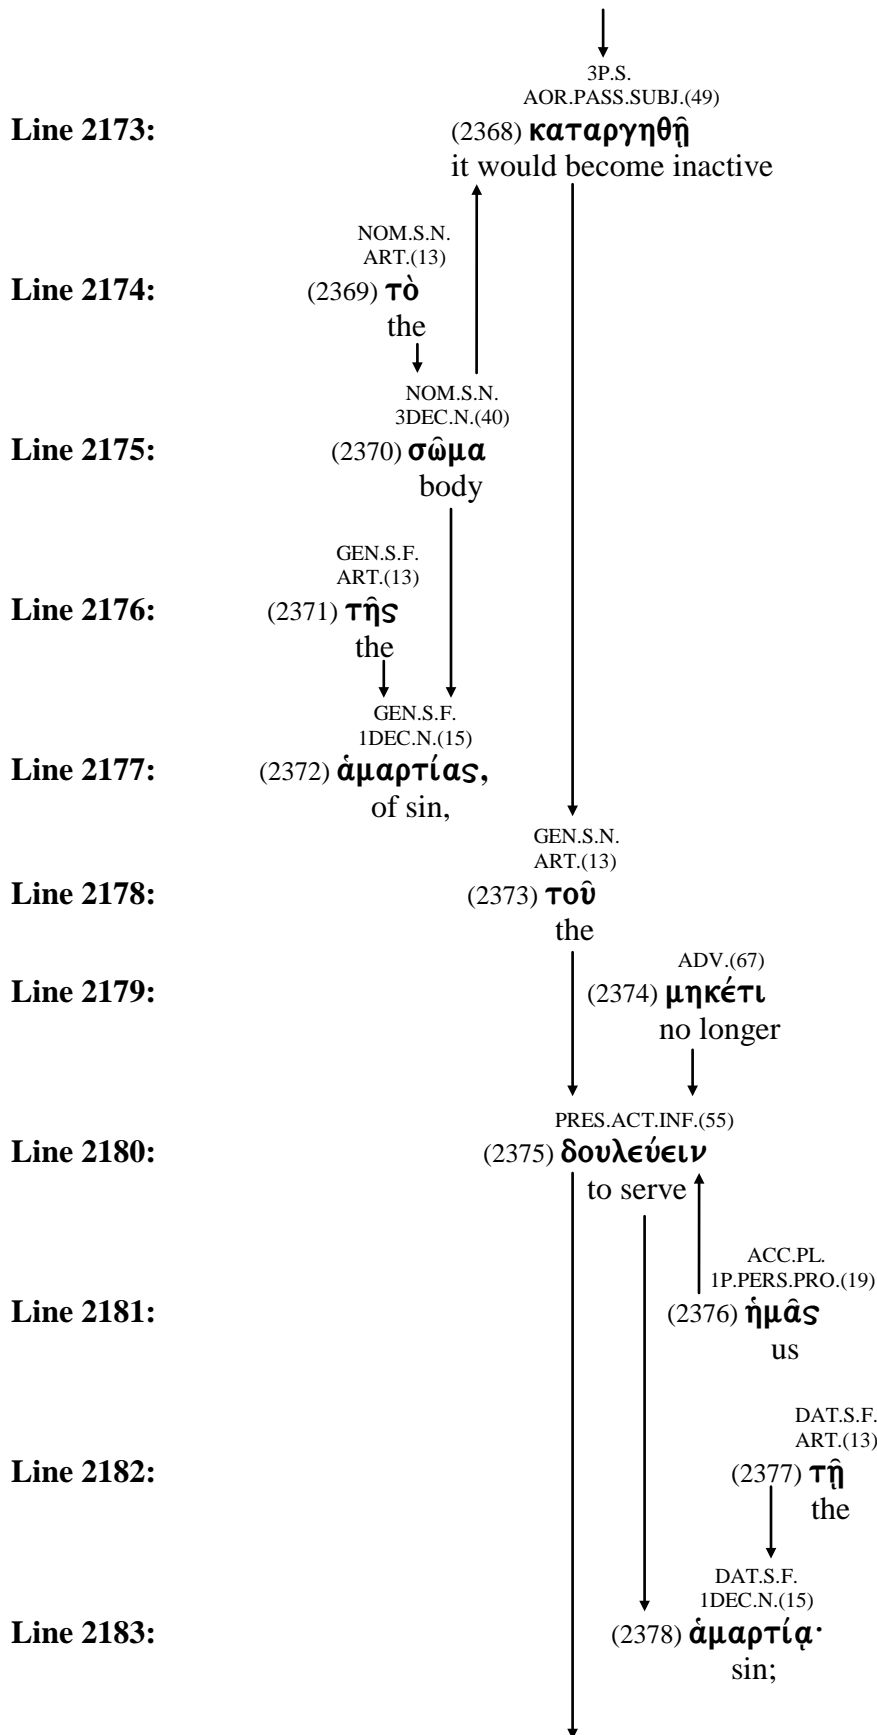 3P.S.
AOR.PASS.SUBJ.(49)
Line 2173: (2368) καταργηθῇ
it would become inactive
NOM.S.N.
ART.(13)
Line 2174: (2369) τὸ
the
NOM.S.N.
3DEC.N.(40)
Line 2175: (2370) σῶμα
body
GEN.S.F.
ART.(13)
Line 2176: (2371) τῆς
the
GEN.S.F.
1DEC.N.(15)
Line 2177: (2372) ἁμαρτίας,
of sin,
GEN.S.N.
ART.(13)
Line 2178: (2373) τοῦ
the
ADV.(67)
Line 2179: (2374) μηκέτι
no longer
PRES.ACT.INF.(55)
Line 2180: (2375) δουλεύειν
to serve
ACC.PL.
1P.PERS.PRO.(19)
Line 2181: (2376) ἡμᾶς
us
DAT.S.F.
ART.(13)
Line 2182: (2377) τῇ
the
DAT.S.F.
1DEC.N.(15)
Line 2183: (2378) ἁμαρτίᾳ·
sin;